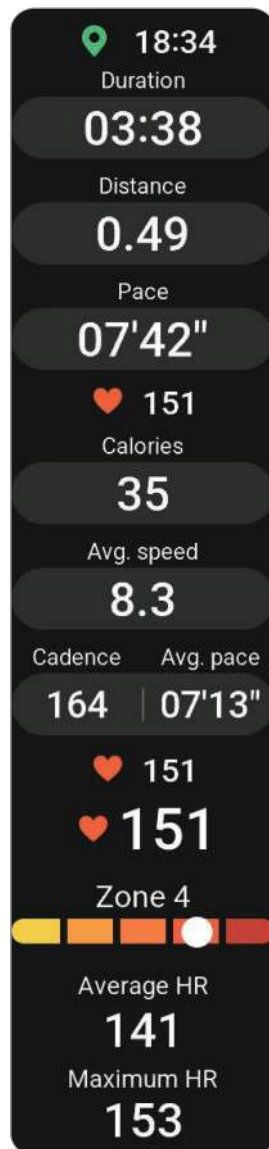 18:34
Duration
03:38
Distance
0.49
Pace
07'42"
151
Calories
35
Avg. speed
8.3
Cadence Avg. pace
164 07'13"
151
151
Zone 4
Average HR
141
Maximum HR
153